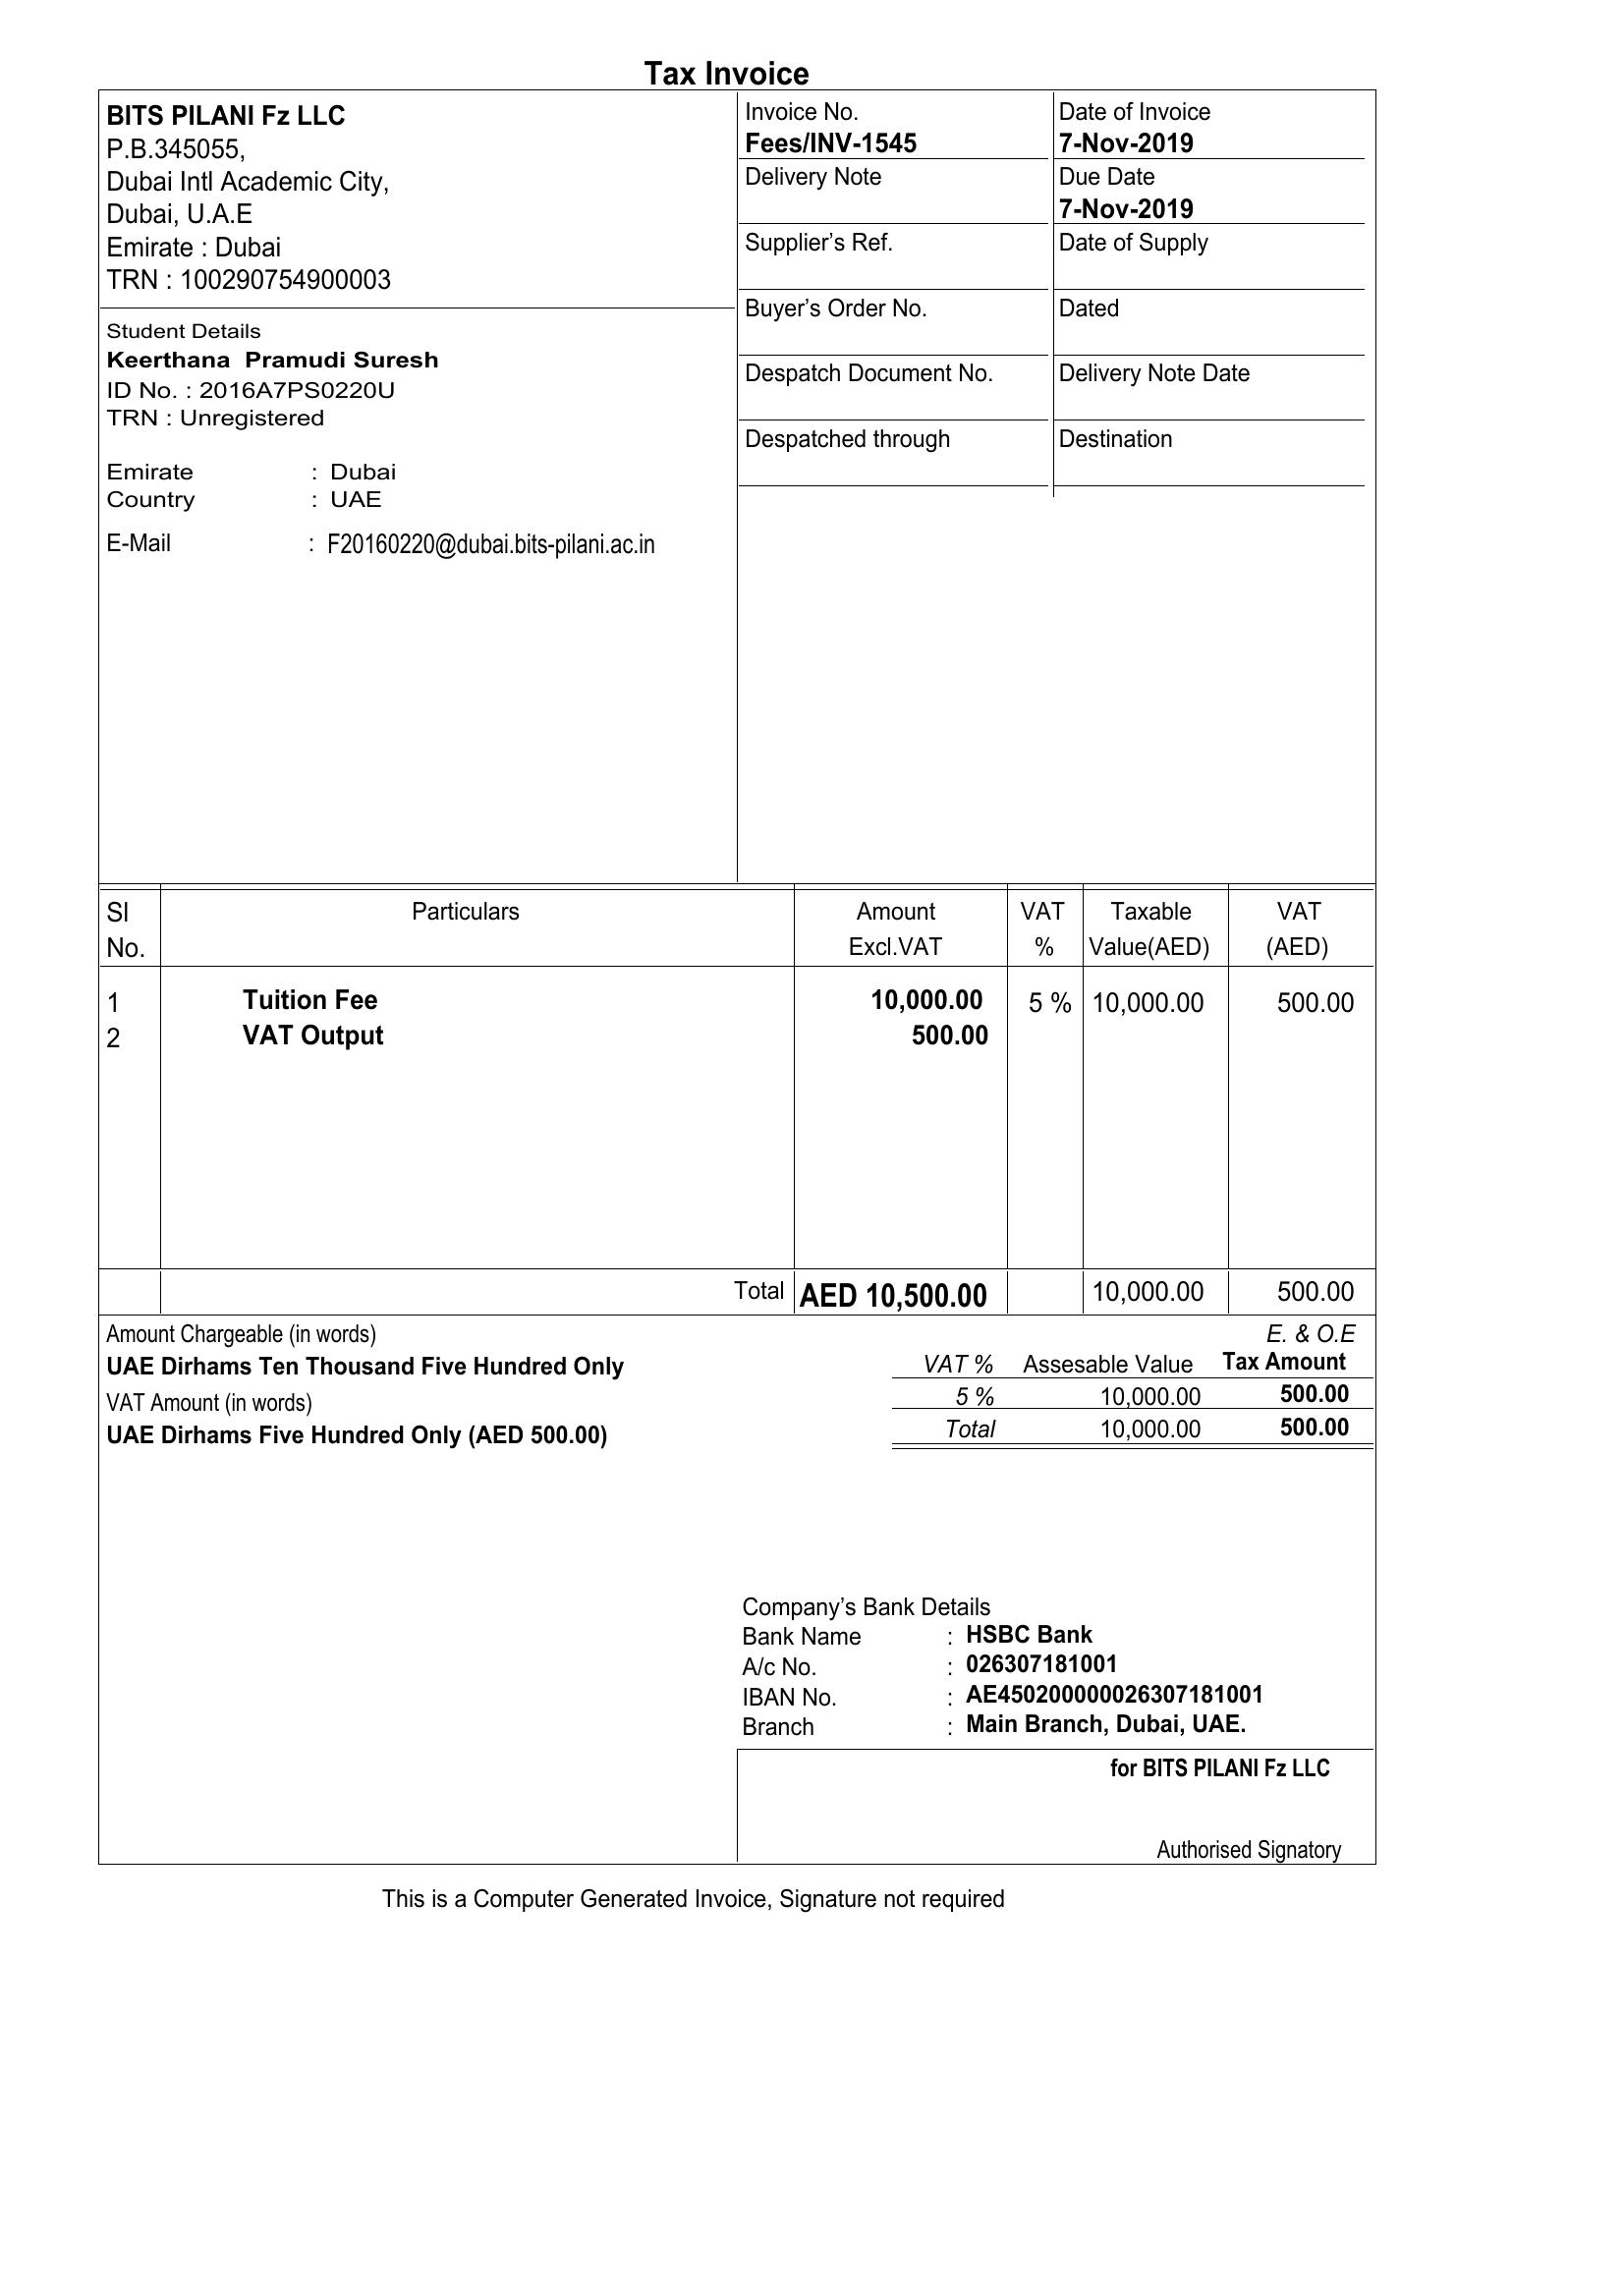 Tax Invoice
BITS PILANI Fz LLC
P.B.345055,
Dubai Intl Academic City,
Dubai, U.A.E
Emirate : Dubai
TRN : 100290754900003
Invoice No.
Fees/INV-1545
Date of Invoice
7-Nov-2019
Delivery Note
Due Date
7-Nov-2019
Supplier's Ref.
Date of Supply
Buyer's Order No.
Dated
Despatch Document No.
Delivery Note Date
Despatched through
Destination
Student Details
Keerthana  Pramudi Suresh
ID No. : 2016A7PS0220U
TRN : Unregistered
Emirate : Dubai
Country : UAE
E-Mail : F20160220@dubai.bits-pilani.ac.in
Sl No. Particulars Amount Excl.VAT VAT % Taxable Value(AED) VAT (AED)
1 Tuition Fee 10,000.00 5 % 10,000.00 500.00
2 VAT Output 500.00
Total AED 10,500.00 10,000.00 500.00
Amount Chargeable (in words) E. & O.E
UAE Dirhams Ten Thousand Five Hundred Only
VAT Amount (in words)
UAE Dirhams Five Hundred Only (AED 500.00)
VAT % Assesable Value Tax Amount
5 % 10,000.00 500.00
Total 10,000.00 500.00
Company's Bank Details
Bank Name : HSBC Bank
A/c No. : 026307181001
IBAN No. : AE450200000026307181001
Branch : Main Branch, Dubai, UAE.
for BITS PILANI Fz LLC
Authorised Signatory
This is a Computer Generated Invoice, Signature not required